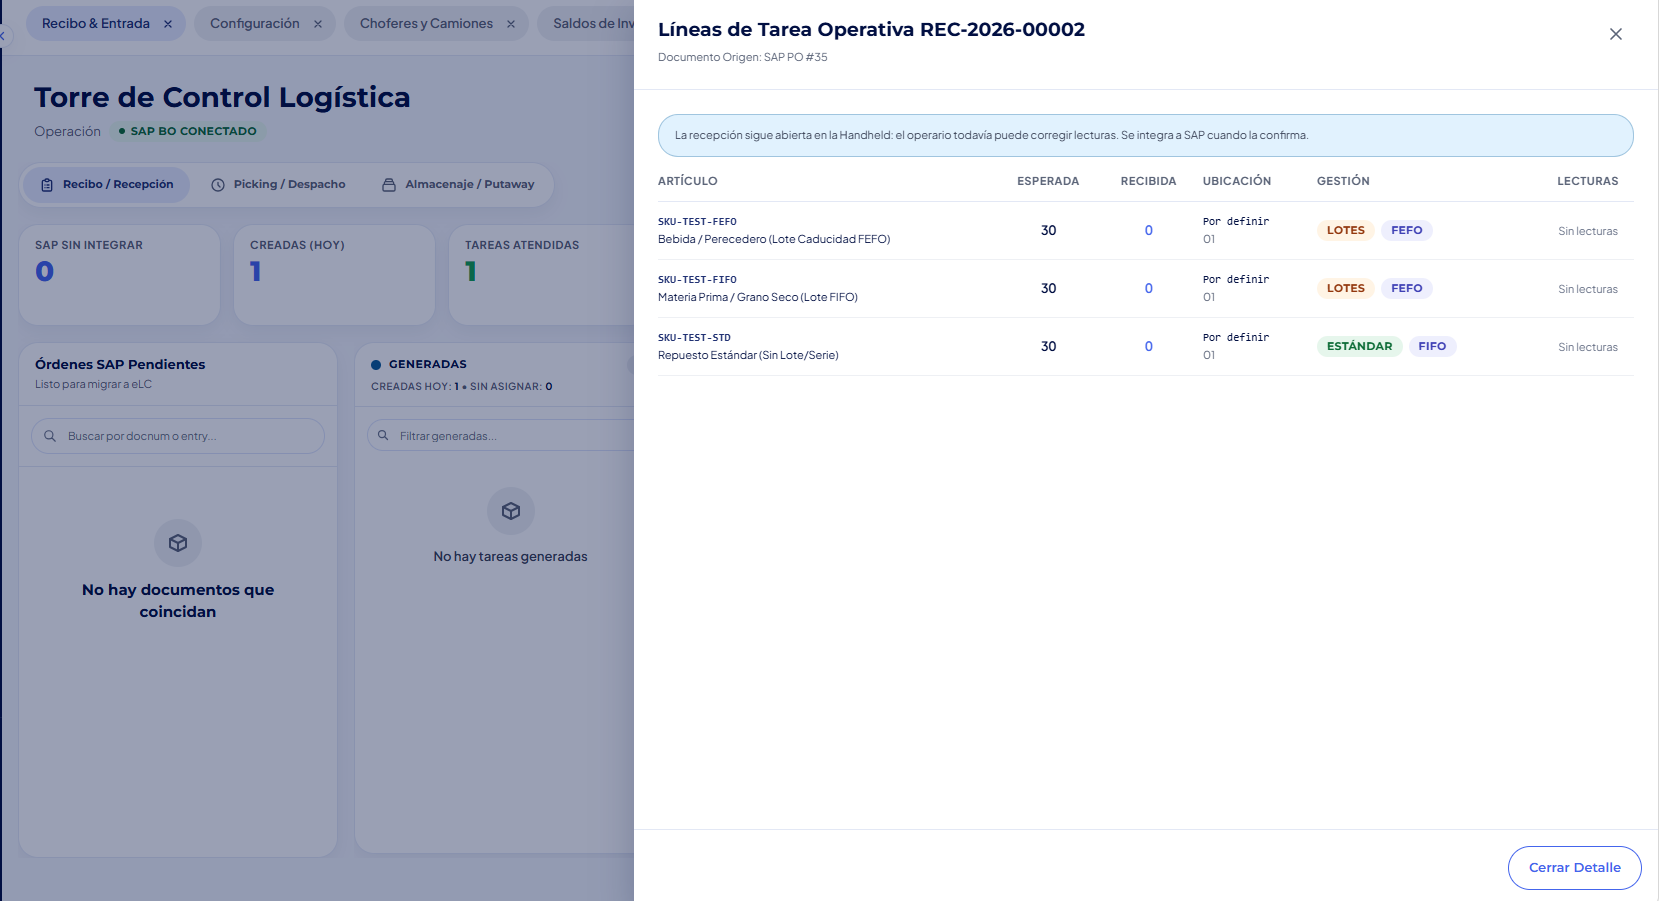 Recibo & Entrada
Configuración
Choferes y Camiones
Saldos de Inv
Torre de Control Logística
Operación
SAP BO CONECTADO
Recibo / Recepción
Picking / Despacho
Almacenaje / Putaway
SAP SIN INTEGRAR
0
CREADAS (HOY)
1
TAREAS ATENDIDAS
1
Órdenes SAP Pendientes
Listo para migrar a eLC
Buscar por docnum o entry...
No hay documentos que
coincidan
GENERADAS
CREADAS HOY: 1 • SIN ASIGNAR: 0
Filtrar generadas...
No hay tareas generadas
Líneas de Tarea Operativa REC-2026-00002
Documento Origen: SAP PO #35
La recepción sigue abierta en la Handheld: el operario todavía puede corregir lecturas. Se integra a SAP cuando la confirma.
ARTÍCULO ESPERADA RECIBIDA UBICACIÓN GESTIÓN LECTURAS
SKU-TEST-FEFO
Bebida / Perecedero (Lote Caducidad FEFO)
30
0
Por definir
01
LOTES FEFO
Sin lecturas
SKU-TEST-FIFO
Materia Prima / Grano Seco (Lote FIFO)
30
0
Por definir
01
LOTES FEFO
Sin lecturas
SKU-TEST-STD
Repuesto Estándar (Sin Lote/Serie)
30
0
Por definir
01
ESTÁNDAR FIFO
Sin lecturas
Cerrar Detalle